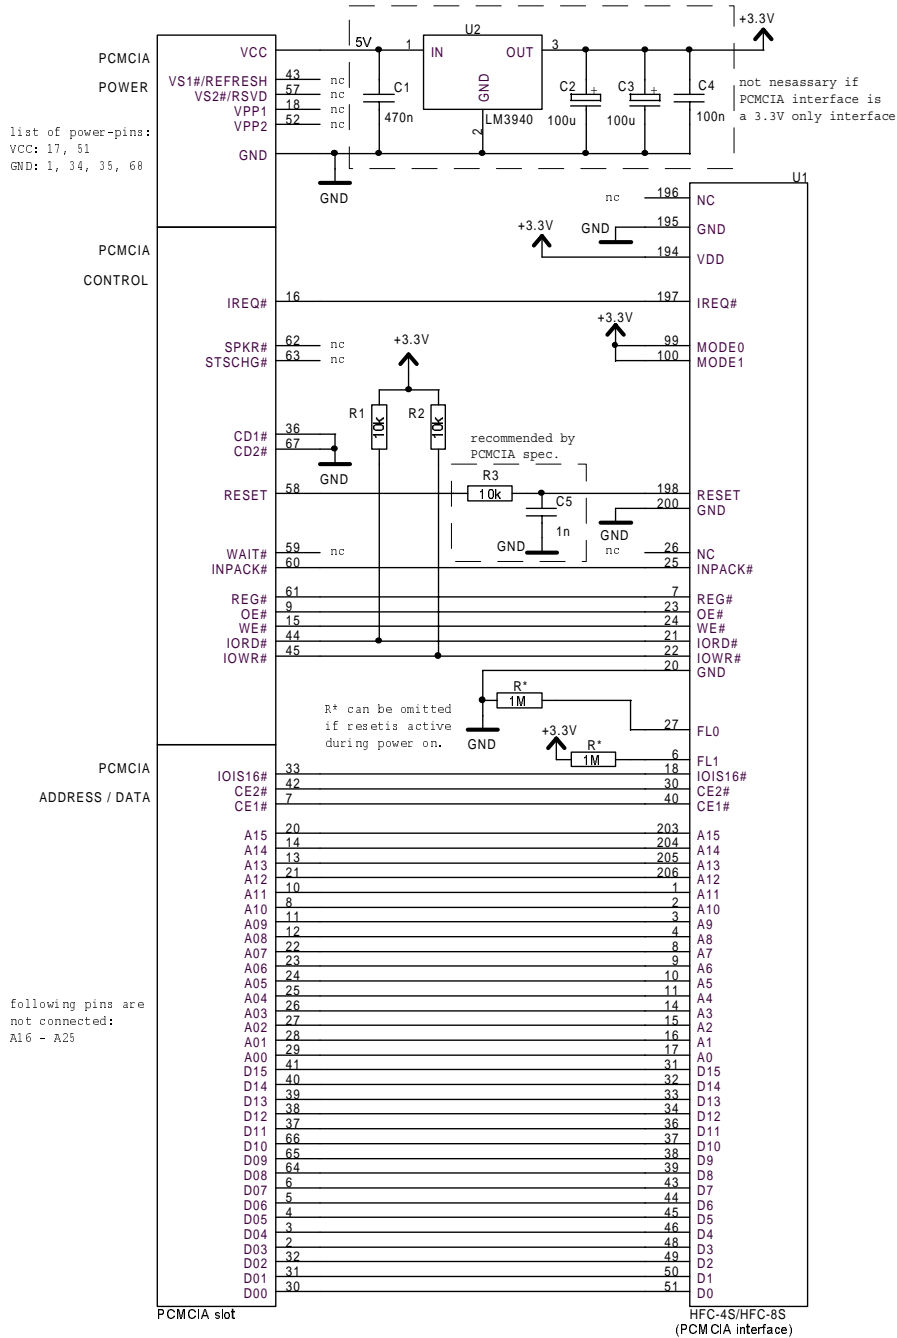 +3.3V
U2
5V 1 IN OUT 3
GND
2
LM3940
C1
470n
C2
+
100u
C3
+
100u
C4
100n
not nesassary if
PCMCIA interface is
a 3.3V only interface
PCMCIA
POWER
list of power-pins:
VCC: 17, 51
GND: 1, 34, 35, 68
VCC
VS1#/REFRESH 43 nc
VS2#/RSVD 57 nc
VPP1 18 nc
VPP2 52 nc
GND
GND
U1
nc 196 NC
GND 195 GND
+3.3V
194 VDD
PCMCIA
CONTROL
IREQ# 16 197 IREQ#
+3.3V
SPKR# 62 nc 99 MODE0
STSCHG# 63 nc 100 MODE1
+3.3V
R1 10k R2 10k
CD1# 36
CD2# 67
GND
recommended by
PCMCIA spec.
R3
RESET 58 10k 198 RESET
200 GND
C5
1n
GND
GND
WAIT# 59 nc nc 26 NC
INPACK# 60 25 INPACK#
REG# 61 7 REG#
OE# 9 23 OE#
WE# 15 24 WE#
IORD# 44 21 IORD#
IOWR# 45 22 IOWR#
20 GND
R*
1M
27 FL0
GND
R* can be omitted
if resetis active
during power on.
+3.3V
R*
1M
6 FL1
PCMCIA
ADDRESS / DATA
IOIS16# 33 18 IOIS16#
CE2# 42 30 CE2#
CE1# 7 40 CE1#
A15 20 203 A15
A14 14 204 A14
A13 13 205 A13
A12 21 206 A12
A11 10 1 A11
A10 8 2 A10
A09 11 3 A9
A08 12 4 A8
A07 22 8 A7
A06 23 9 A6
A05 24 10 A5
A04 25 11 A4
A03 26 14 A3
A02 27 15 A2
A01 28 16 A1
A00 29 17 A0
following pins are
not connected:
A16 - A25
D15 41 31 D15
D14 40 32 D14
D13 39 33 D13
D12 38 34 D12
D11 37 36 D11
D10 66 37 D10
D09 65 38 D9
D08 64 39 D8
D07 6 43 D7
D06 5 44 D6
D05 4 45 D5
D04 3 46 D4
D03 2 48 D3
D02 32 49 D2
D01 31 50 D1
D00 30 51 D0
PCMCIA slot
HFC-4S/HFC-8S
(PCMCIA interface)